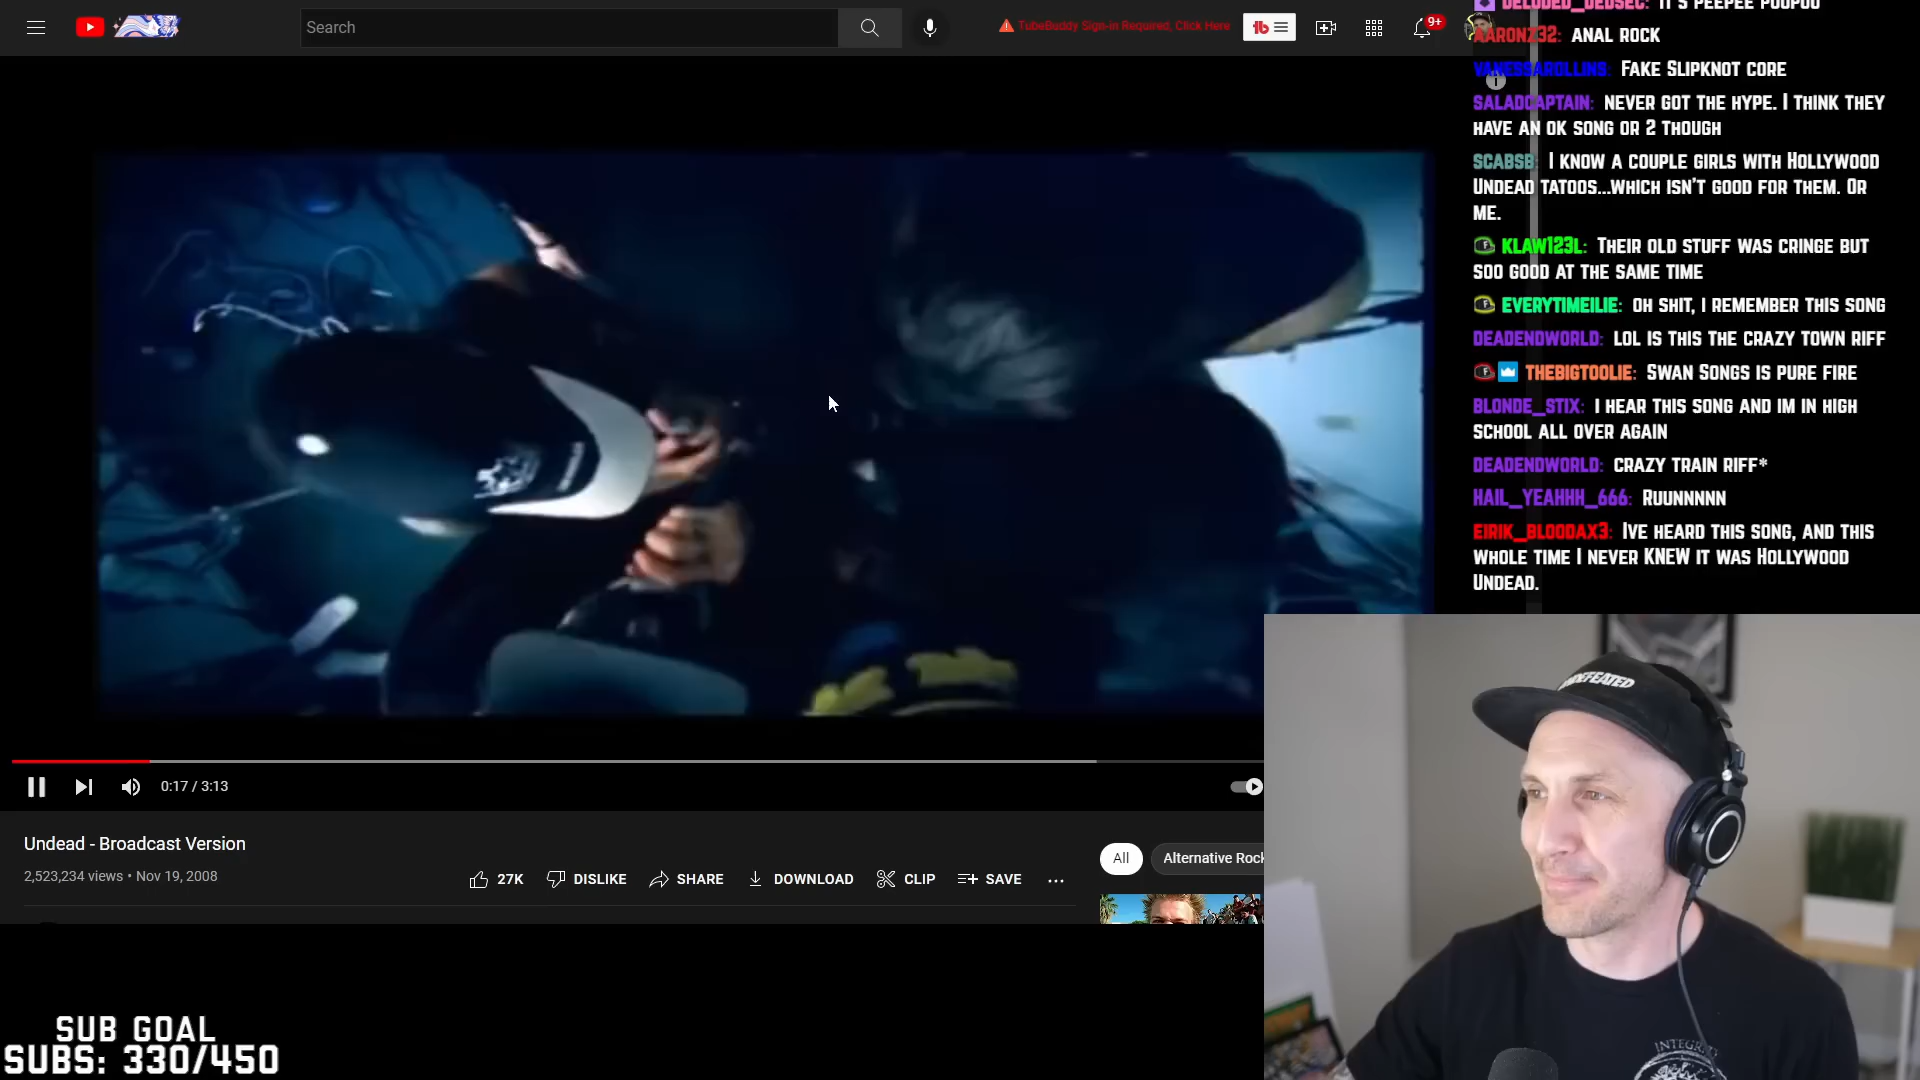 Search
TubeBuddy Sign-in Required, Click Here
9+
DELUDED_DEDSEC: IT'S PEEPEE POOPOO
AARONZ32: ANAL ROCK
VANESSAROLLINS: FAKE SLIPKNOT CORE
SALADCAPTAIN: NEVER GOT THE HYPE. I THINK THEY
HAVE AN OK SONG OR 2 THOUGH
SCABSB: I KNOW A COUPLE GIRLS WITH HOLLYWOOD
UNDEAD TATOOS...WHICH ISN'T GOOD FOR THEM. OR
ME.
KLAW123L: THEIR OLD STUFF WAS CRINGE BUT
SOO GOOD AT THE SAME TIME
EVERYTIMEILIE: OH SHIT, I REMEMBER THIS SONG
DEADENDWORLD: LOL IS THIS THE CRAZY TOWN RIFF
THEBIGTOOLIE: SWAN SONGS IS PURE FIRE
BLONDE_STIX: I HEAR THIS SONG AND IM IN HIGH
SCHOOL ALL OVER AGAIN
DEADENDWORLD: CRAZY TRAIN RIFF*
HAIL_YEAHHH_666: RUUNNNNN
EIRIK_BLOODAX3: IVE HEARD THIS SONG, AND THIS
WHOLE TIME I NEVER KNEW IT WAS HOLLYWOOD
UNDEAD.
0:17 / 3:13
Undead - Broadcast Version
2,523,234 views • Nov 19, 2008
27K DISLIKE SHARE DOWNLOAD CLIP SAVE ...
All
Alternative Rock
SUB GOAL
SUBS: 330/450
INTEGRITY